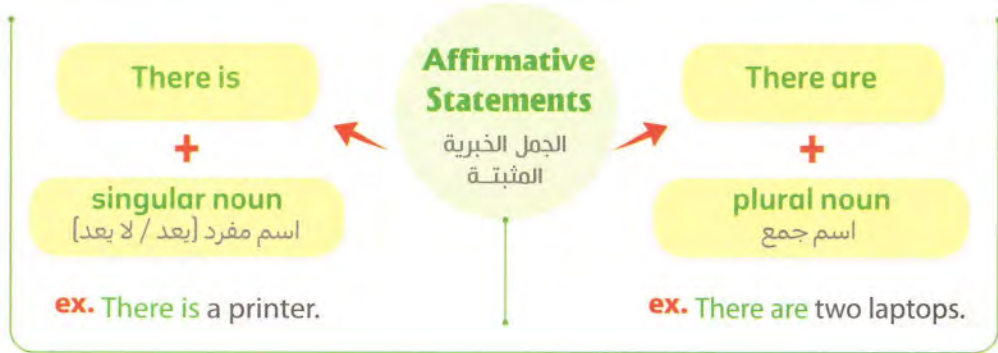 Affirmative
Statements
الجمل الخبرية
المثبتــة
There is
+
singular noun
اسم مفرد (يعد / لا يعد)
ex. There is a printer.
There are
+
plural noun
اسم جمع
ex. There are two laptops.